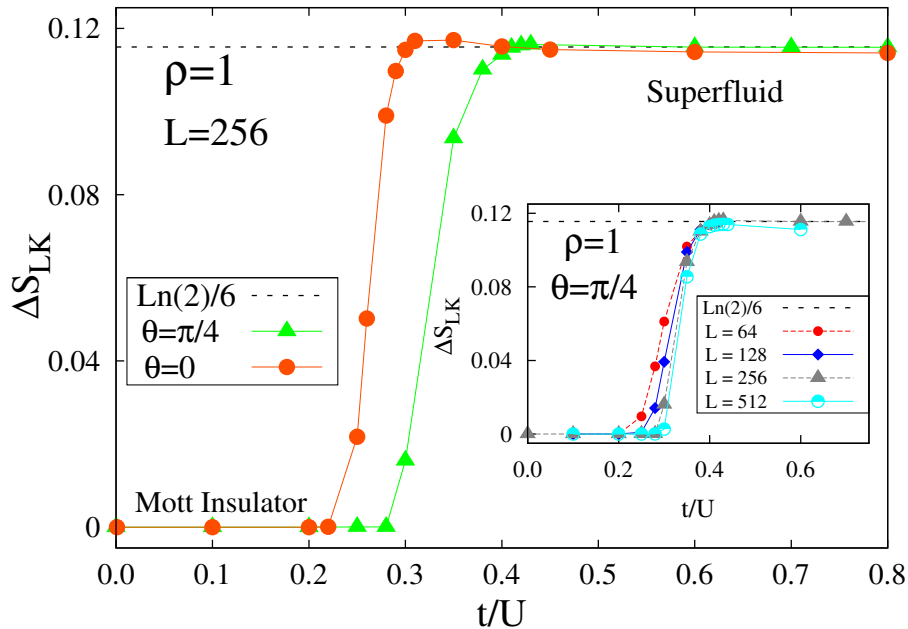 0.12
0.08
0.04
0
ΔS_LK
ρ=1
L=256
Superfluid
Mott Insulator
Ln(2)/6
θ=π/4
θ=0
0.0 0.1 0.2 0.3 0.4 0.5 0.6 0.7 0.8
t/U
0.12
0.08
0.04
0
ΔS_LK
ρ=1
θ=π/4
Ln(2)/6
L = 64
L = 128
L = 256
L = 512
0.0 0.2 0.4 0.6
t/U